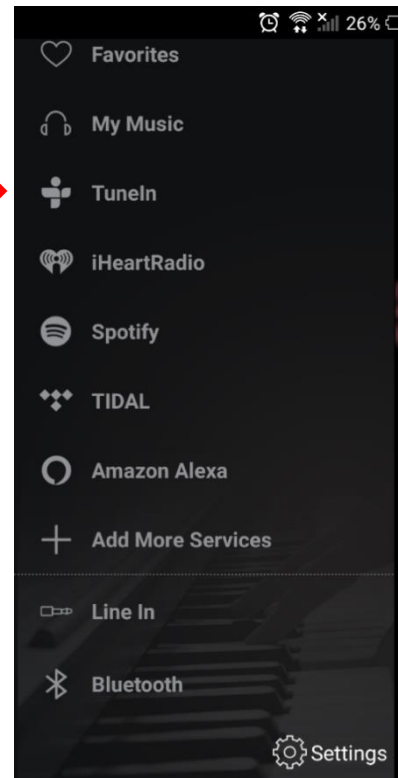 26%
Favorites
My Music
TuneIn
iHeartRadio
Spotify
TIDAL
Amazon Alexa
Add More Services
Line In
Bluetooth
Settings